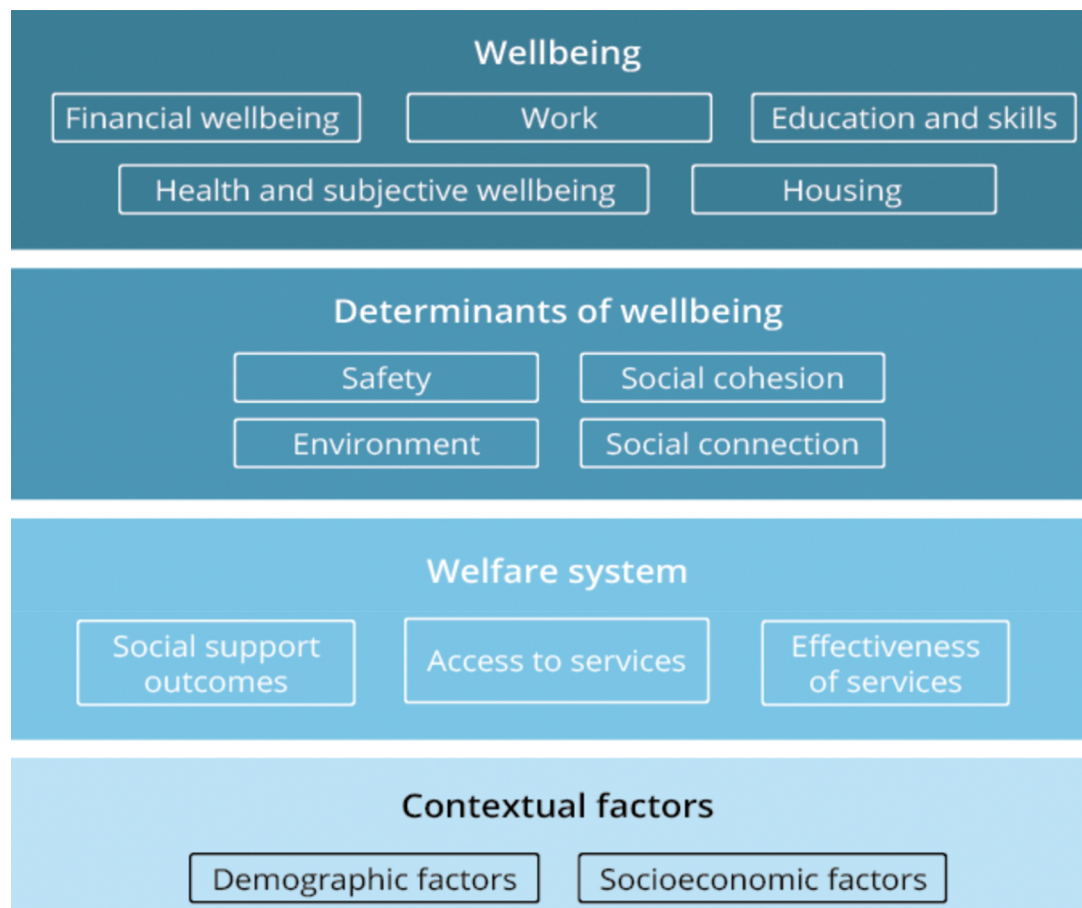 Wellbeing
Financial wellbeing
Work
Education and skills
Health and subjective wellbeing
Housing
Determinants of wellbeing
Safety
Social cohesion
Environment
Social connection
Welfare system
Social support
outcomes
Access to services
Effectiveness
of services
Contextual factors
Demographic factors
Socioeconomic factors